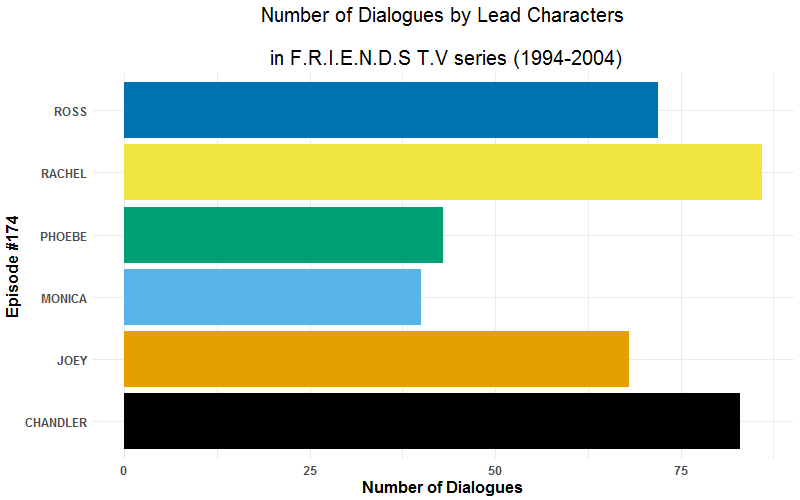 Number of Dialogues by Lead Characters
in F.R.I.E.N.D.S T.V series (1994-2004)
Episode #174
ROSS
RACHEL
PHOEBE
MONICA
JOEY
CHANDLER
0 25 50 75
Number of Dialogues